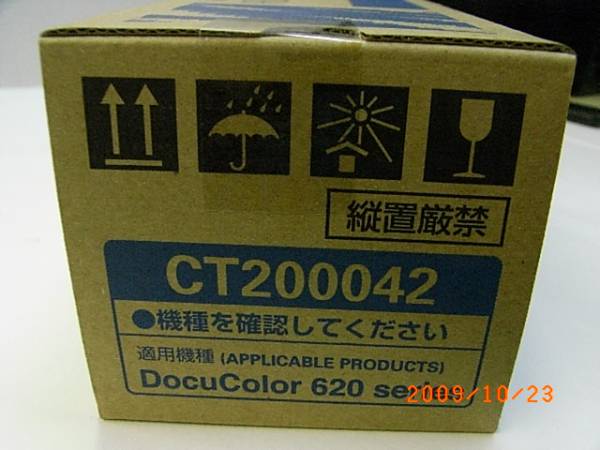 縦置厳禁
CT200042
●機種を確認してください
適用機種 (APPLICABLE PRODUCTS)
DocuColor 620 series
2009/10/23